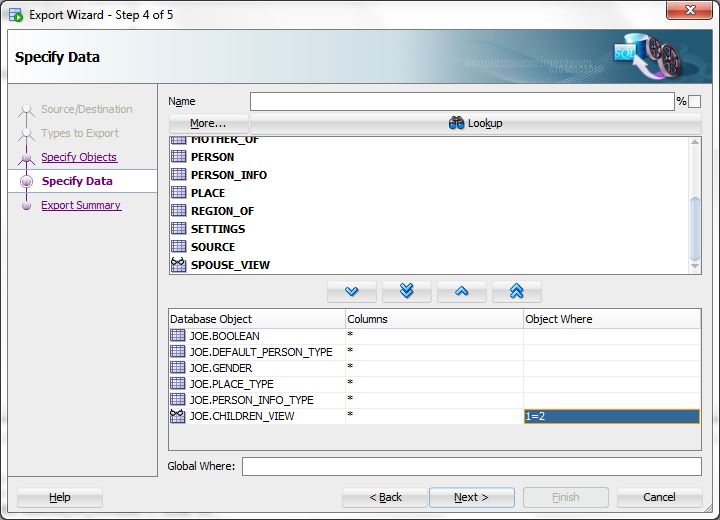 Export Wizard - Step 4 of 5
Specify Data
Source/Destination
Types to Export
Specify Objects
Specify Data
Export Summary
Name %
More... Lookup
MOTHER_OF
PERSON
PERSON_INFO
PLACE
REGION_OF
SETTINGS
SOURCE
SPOUSE_VIEW
Database Object Columns Object Where
JOE.BOOLEAN *
JOE.DEFAULT_PERSON_TYPE *
JOE.GENDER *
JOE.PLACE_TYPE *
JOE.PERSON_INFO_TYPE *
JOE.CHILDREN_VIEW * 1=2
Global Where:
Help < Back Next > Finish Cancel